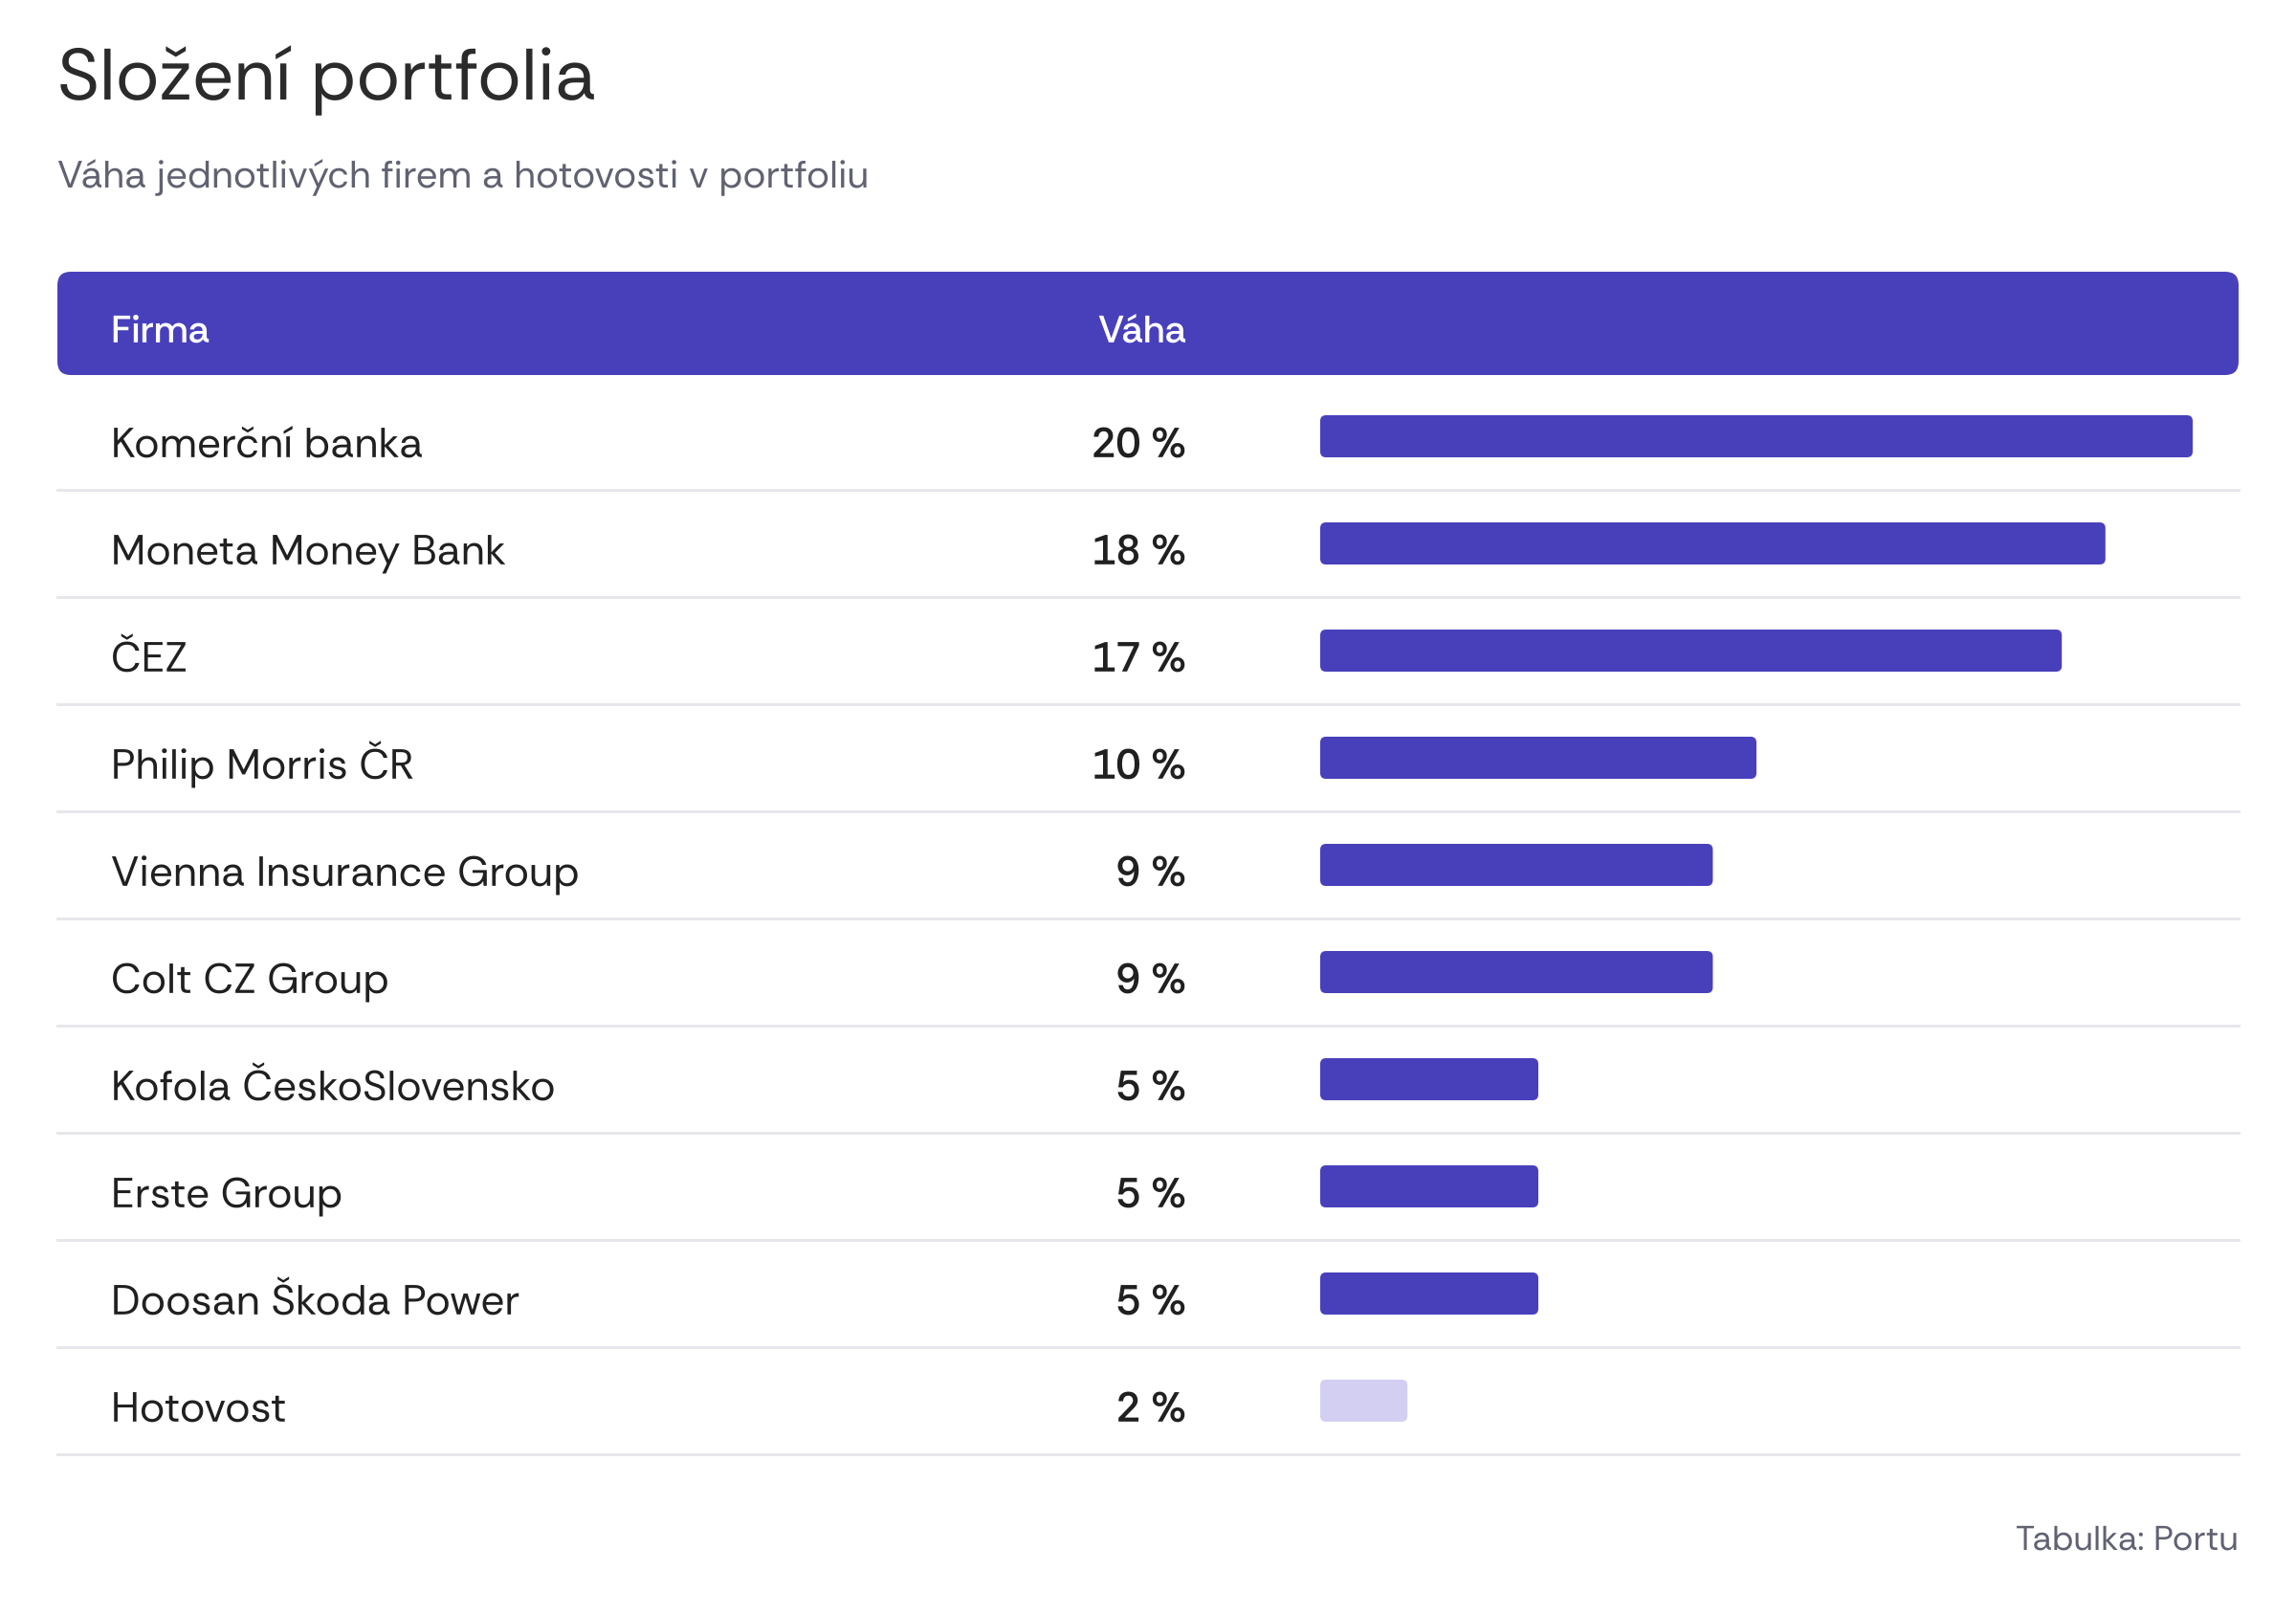 Složení portfolia
Váha jednotlivých firem a hotovosti v portfoliu
Firma Váha
Komerční banka 20 %
Moneta Money Bank 18 %
ČEZ 17 %
Philip Morris ČR 10 %
Vienna Insurance Group 9 %
Colt CZ Group 9 %
Kofola ČeskoSlovensko 5 %
Erste Group 5 %
Doosan Škoda Power 5 %
Hotovost 2 %
Tabulka: Portu